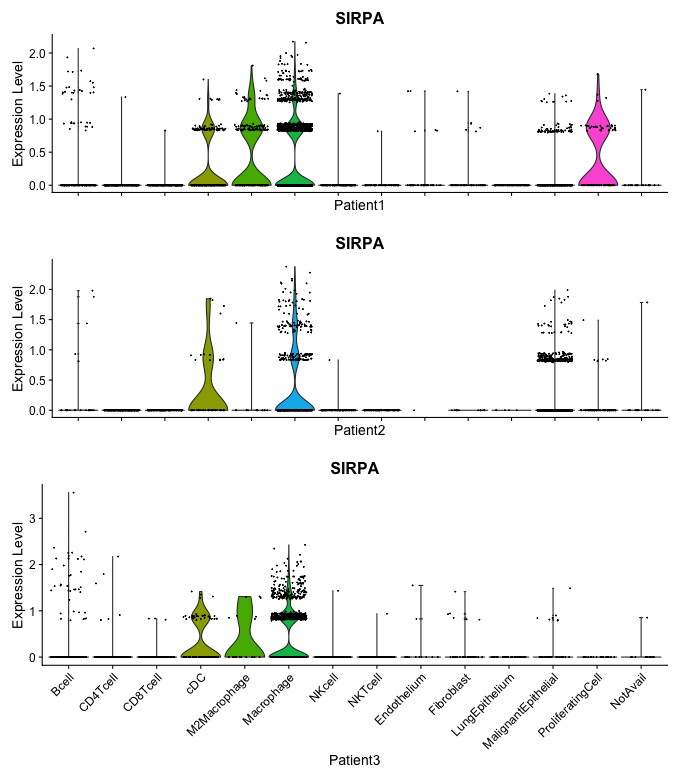 SIRPA
Expression Level
2.0
1.5
1.0
0.5
0.0
Patient1
SIRPA
Expression Level
2.0
1.5
1.0
0.5
0.0
Patient2
SIRPA
Expression Level
3
2
1
0
Bcell
CD4Tcell
CD8Tcell
cDC
M2Macrophage
Macrophage
NKcell
NKTcell
Endothelium
Fibroblast
LungEpithelium
MalignantEpithelial
ProliferatingCell
NotAvail
Patient3